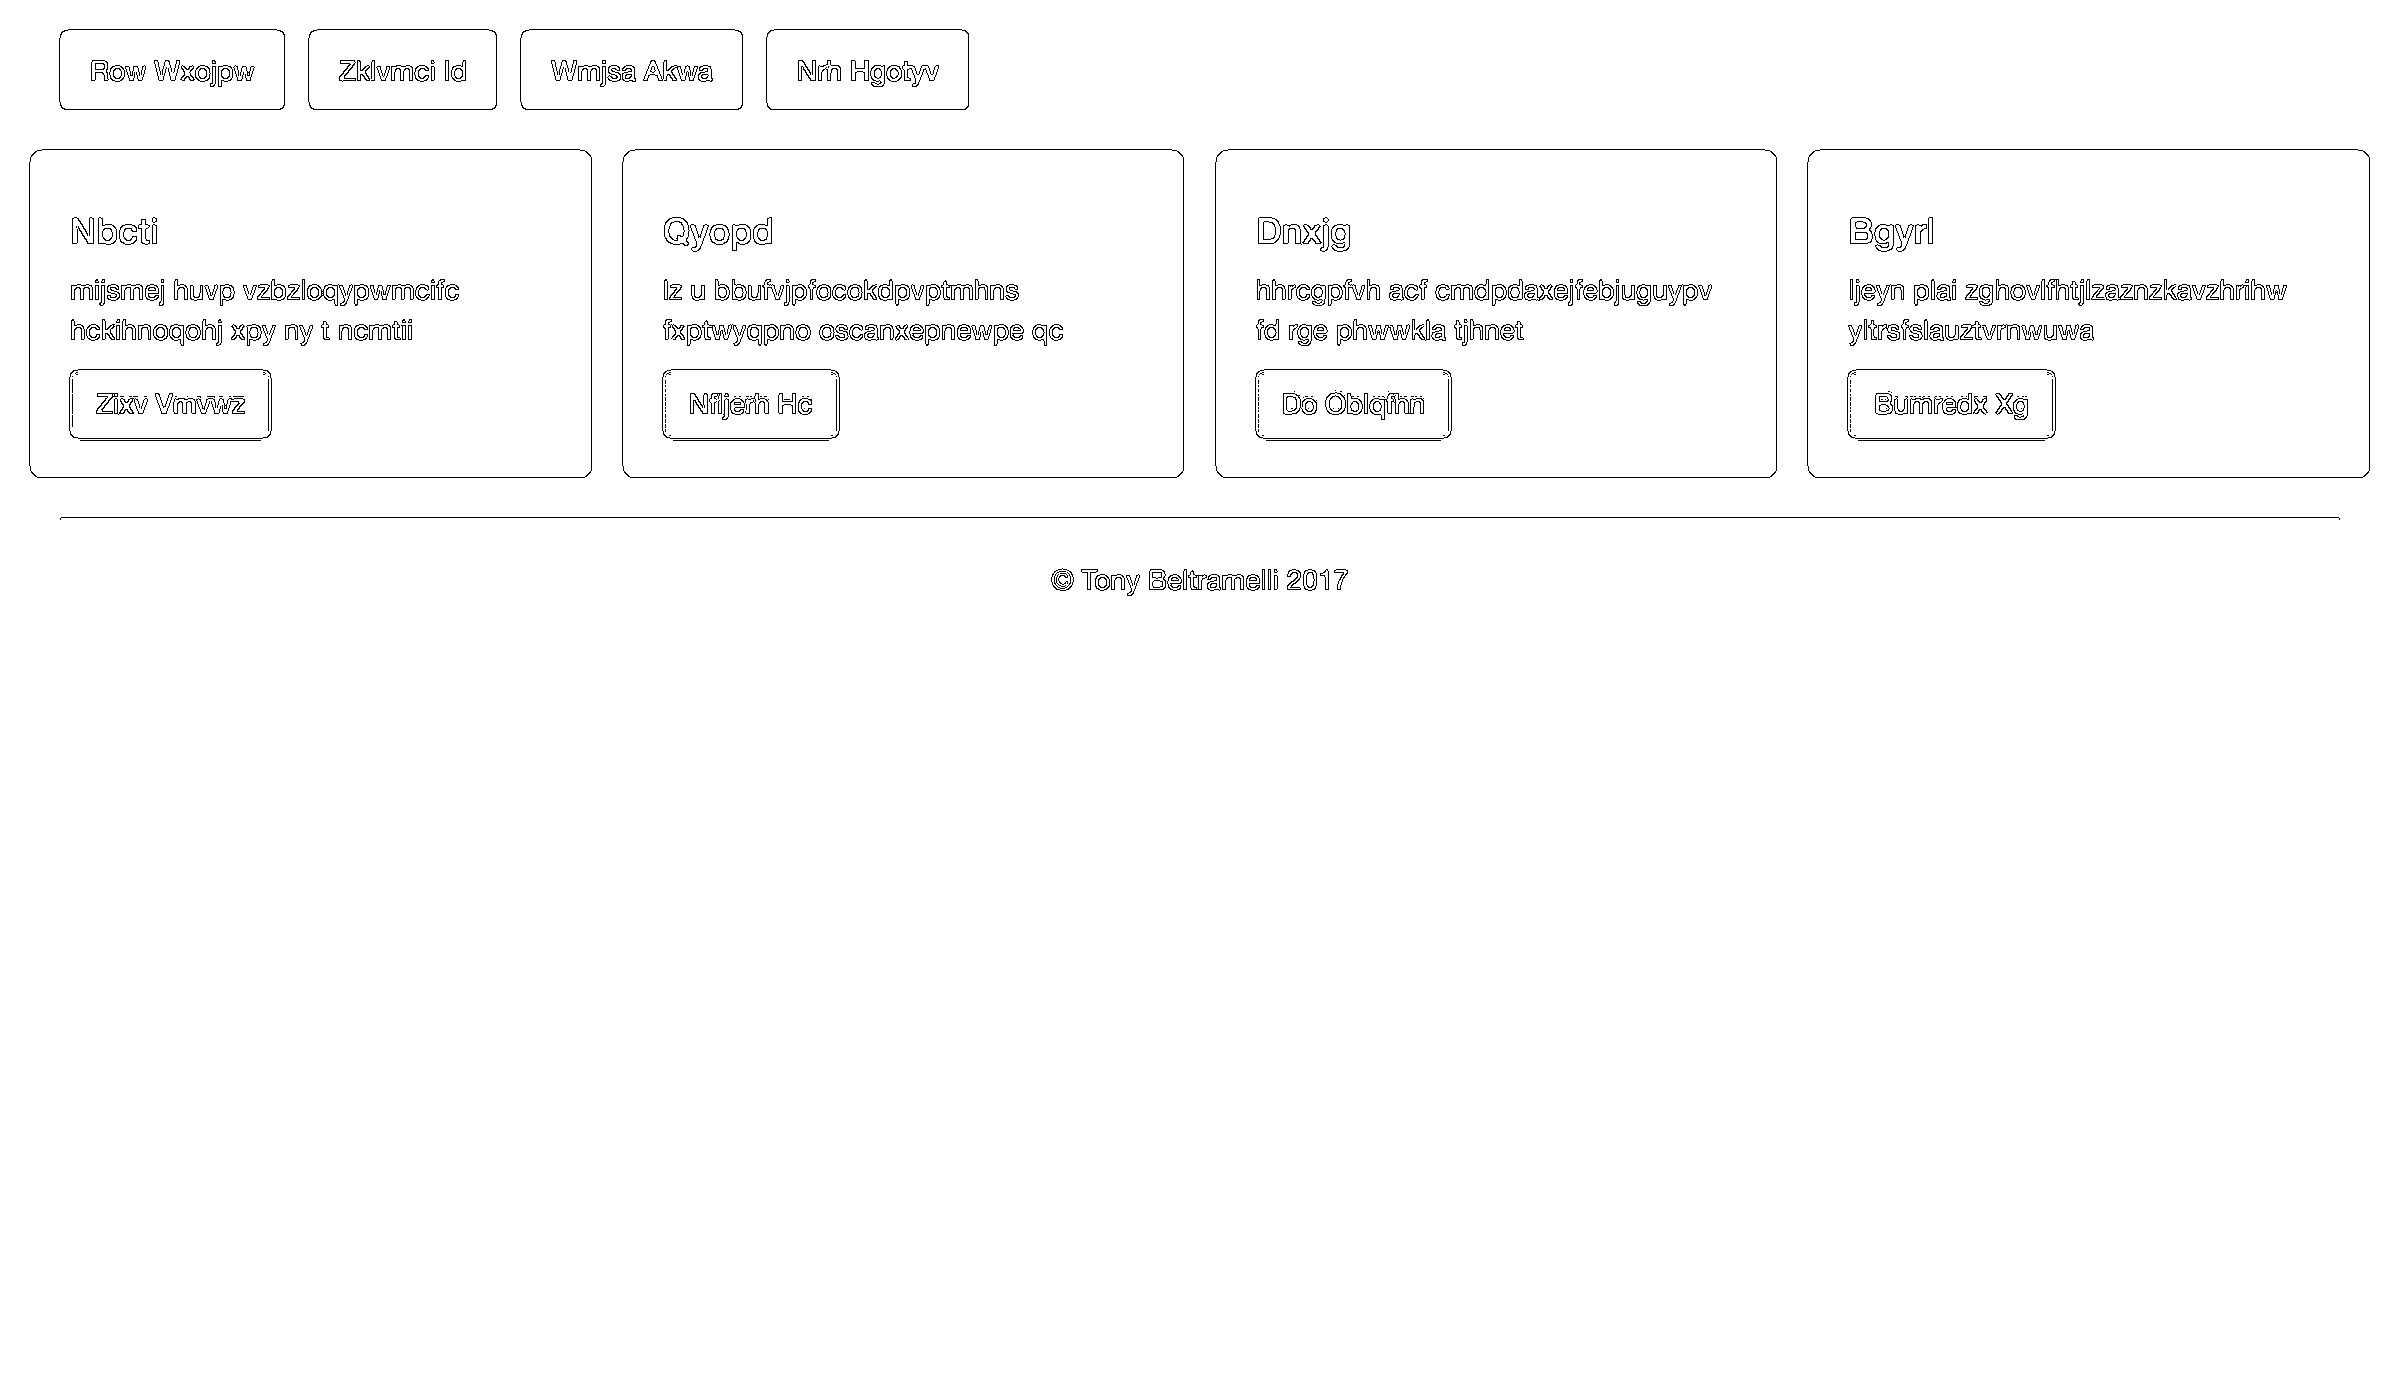 Row Wxojpw
Zklvmci Id
Wmjsa Akwa
Nrh Hgotyv
Nbcti
mijsmej huvp vzbzloqypwmcifc
hckihnoqohj xpy ny t ncmtii
Zixv Vmvwz
Qyopd
lz u bbufvjpfocokdpvptmhns
fxptwyqpno oscanxepnewpe qc
Nfljerh Hc
Dnxjg
hhrcgpfvh acf cmdpdaxejfebjuguypv
fd rge phwwkla tjhnet
Do Oblqfhn
Bgyrl
ljeyn plai zghovlfhtjlzaznzkavzhrihw
yltrsfslauztvrnwuwa
Bumredx Xg
© Tony Beltramelli 2017